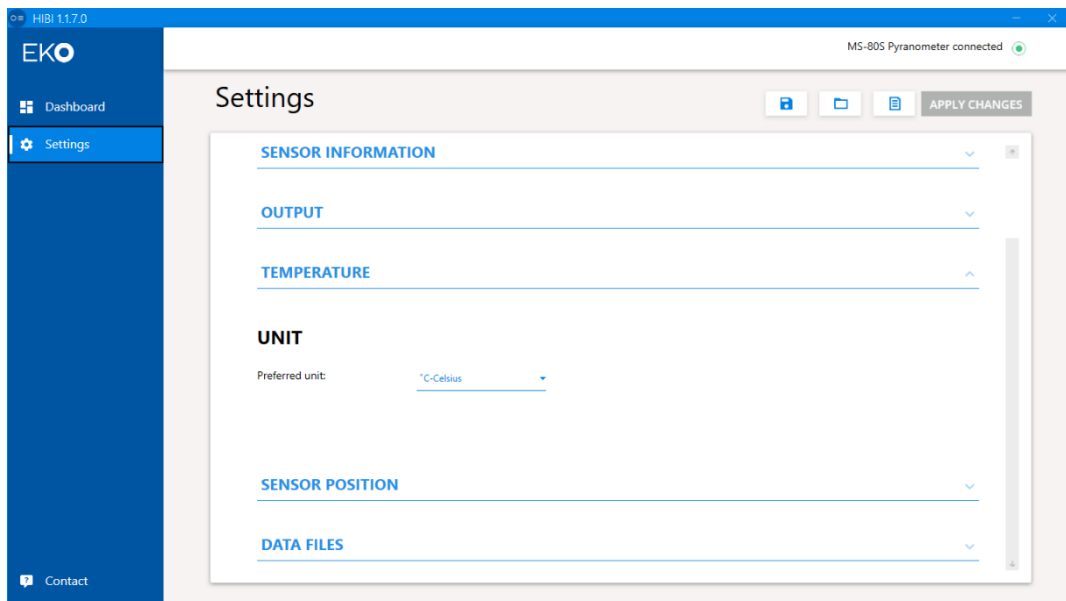 HIBI 1.1.7.0
EKO
MS-80S Pyranometer connected
Dashboard
Settings
Settings
APPLY CHANGES
SENSOR INFORMATION
OUTPUT
TEMPERATURE
UNIT
Preferred unit:
°C-Celsius
SENSOR POSITION
DATA FILES
Contact